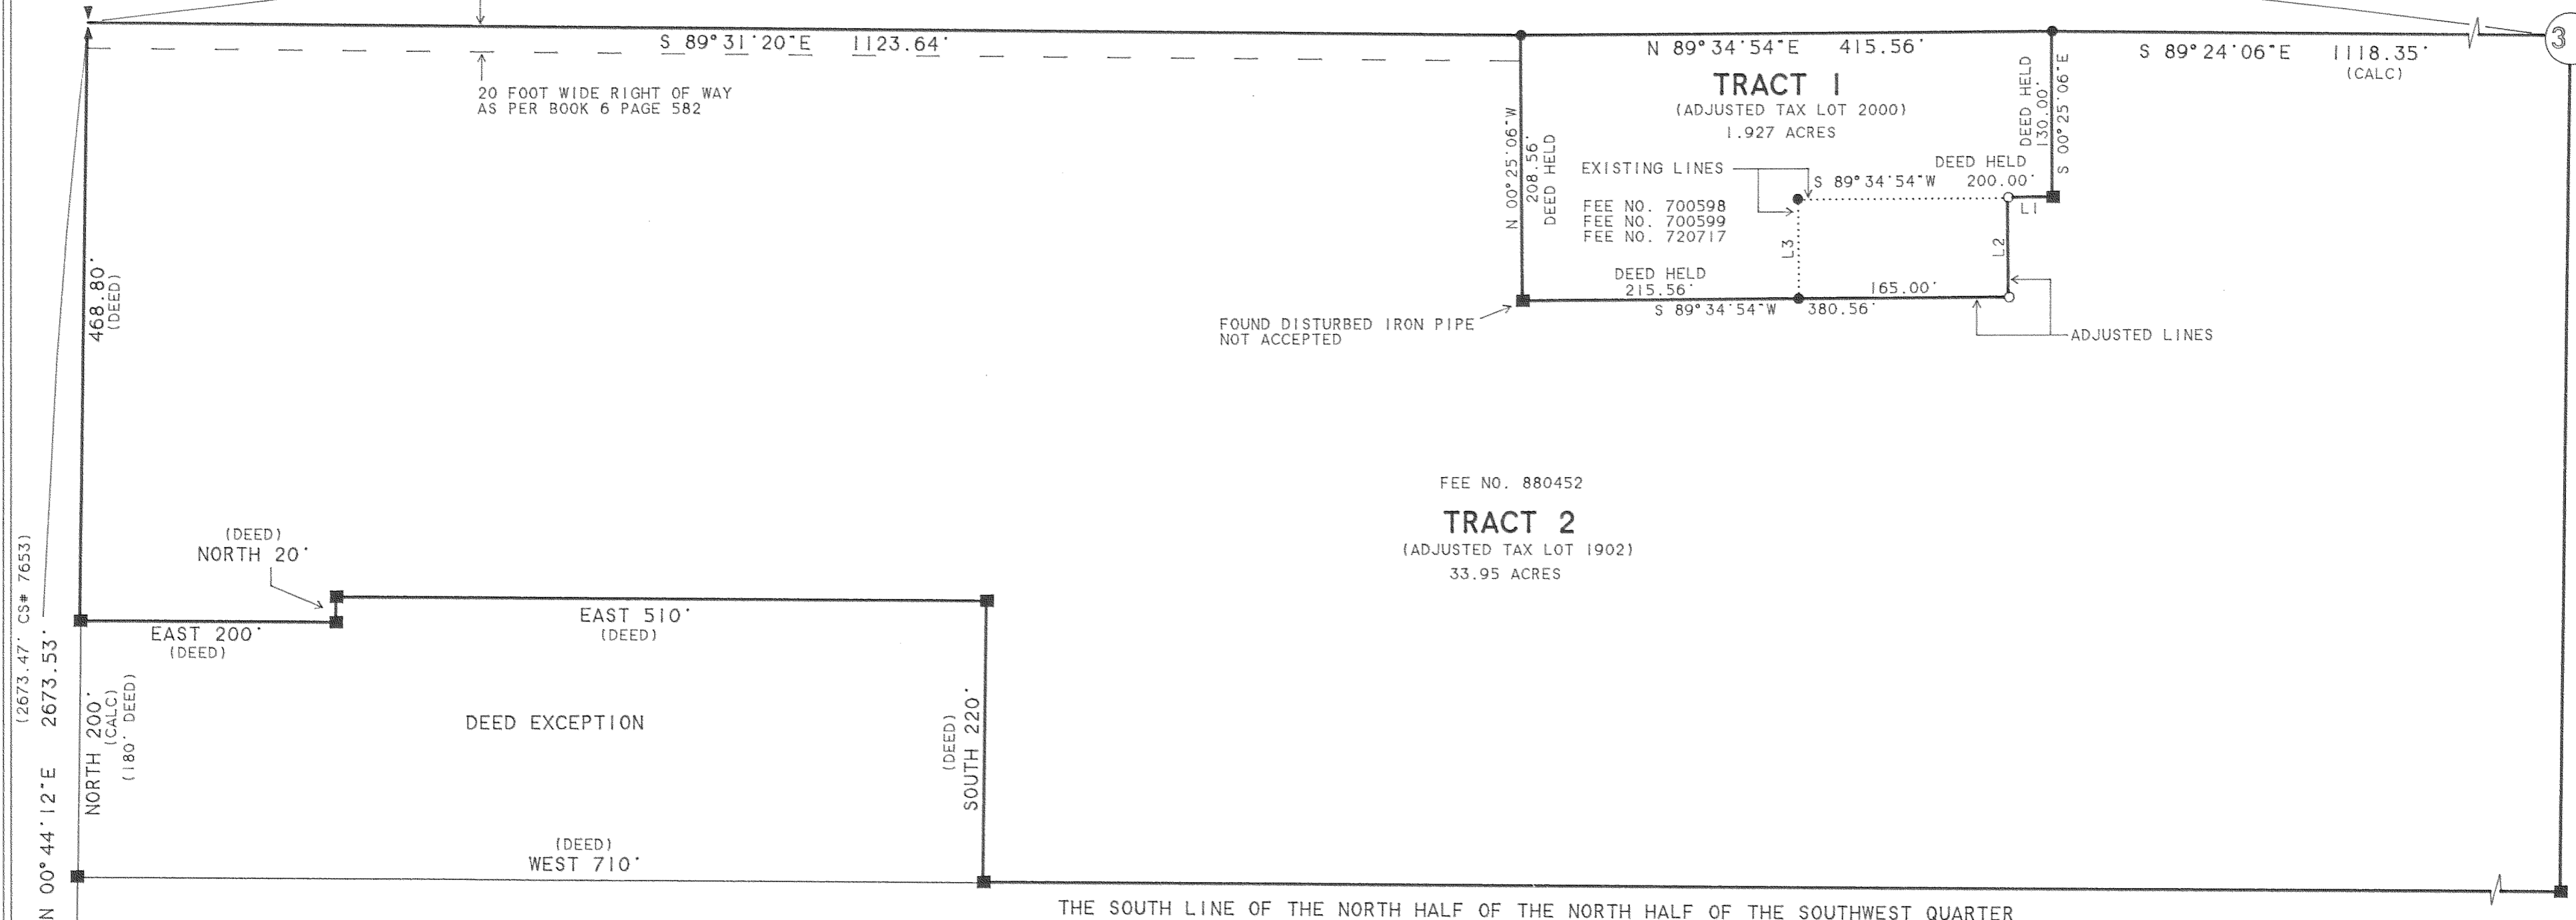 S 89°31'20"E 1123.64'
20 FOOT WIDE RIGHT OF WAY
AS PER BOOK 6 PAGE 582
N 89°34'54"E 415.56'
TRACT 1
(ADJUSTED TAX LOT 2000)
1.927 ACRES
S 89°24'06"E 1118.35'
(CALC)
3
N 00°25'06"W
208.56'
DEED HELD
DEED HELD
130.00'
S 00°25'06"E
EXISTING LINES
DEED HELD
S 89°34'54"W 200.00'
L1
FEE NO. 700598
FEE NO. 700599
FEE NO. 720717
L3
L2
DEED HELD
215.56'
165.00'
S 89°34'54"W 380.56'
FOUND DISTURBED IRON PIPE
NOT ACCEPTED
ADJUSTED LINES
468.80'
(DEED)
FEE NO. 880452
TRACT 2
(ADJUSTED TAX LOT 1902)
33.95 ACRES
(DEED)
NORTH 20'
EAST 200'
(DEED)
EAST 510'
(DEED)
(2673.47' CS# 7653)
N 00°44'12"E 2673.53'
NORTH 200'
(CALC)
(180' DEED)
DEED EXCEPTION
(DEED)
SOUTH 220'
(DEED)
WEST 710'
THE SOUTH LINE OF THE NORTH HALF OF THE NORTH HALF OF THE SOUTHWEST QUARTER